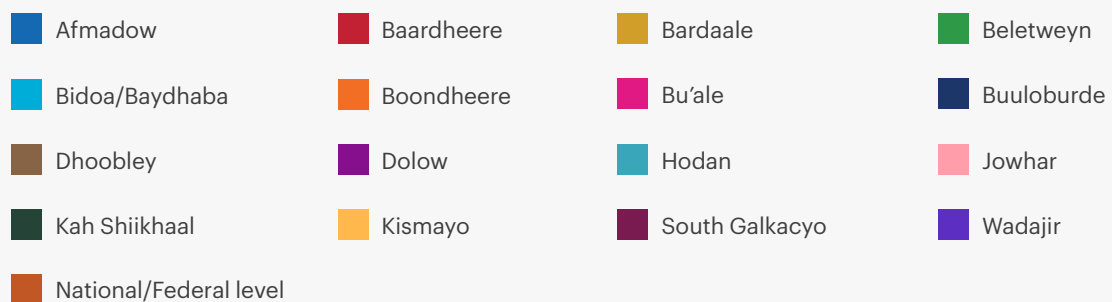 Afmadow Baardheere Bardaale Beletweyn
Bidoa/Baydhaba Boondheere Bu’ale Buuloburde
Dhoobley Dolow Hodan Jowhar
Kah Shiikhaal Kismayo South Galkacyo Wadajir
National/Federal level